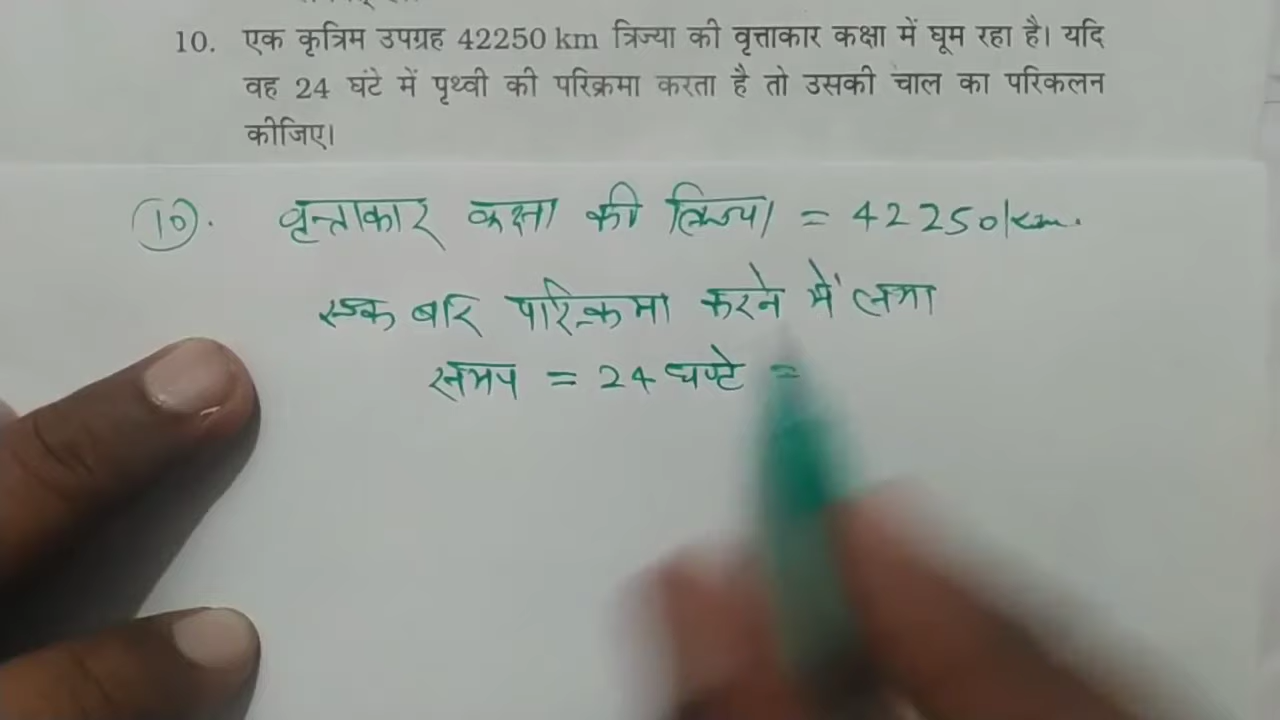 10. एक कृत्रिम उपग्रह 42250 km त्रिज्या की वृत्ताकार कक्षा में घूम रहा है। यदि
वह 24 घंटे में पृथ्वी की परिक्रमा करता है तो उसकी चाल का परिकलन
कीजिए।
10. वृत्ताकार कक्षा की त्रिज्या = 42250 km.
एक बार परिक्रमा करने में लगा
समय = 24 घण्टे =